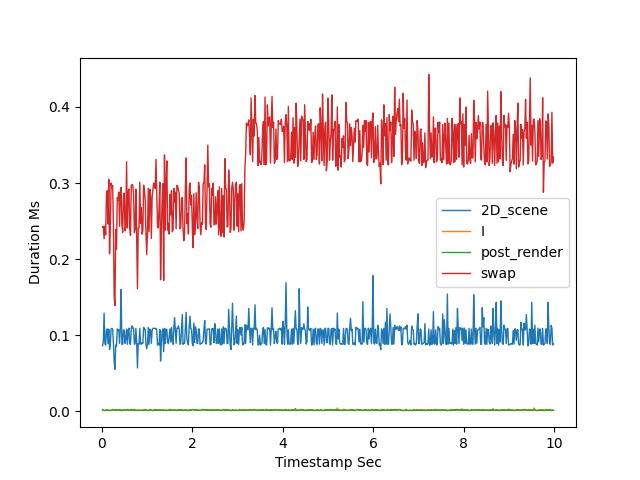 0.4
0.3
0.2
0.1
0.0
Duration Ms
2D_scene
I
post_render
swap
0 2 4 6 8 10
Timestamp Sec